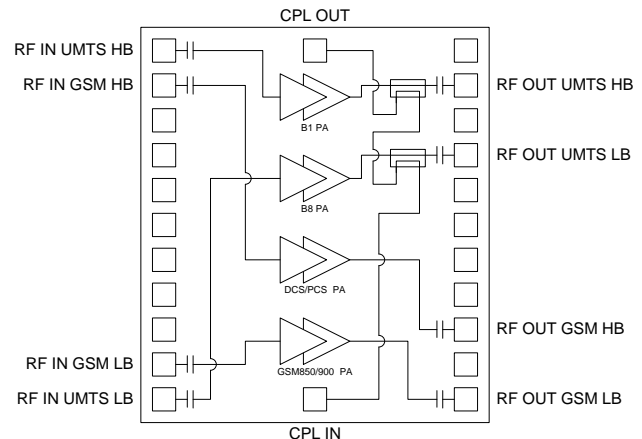 CPL OUT
RF IN UMTS HB
RF IN GSM HB
RF OUT UMTS HB
B1 PA
RF OUT UMTS LB
B8 PA
DCS/PCS PA
RF OUT GSM HB
RF IN GSM LB
GSM850/900 PA
RF IN UMTS LB
RF OUT GSM LB
CPL IN